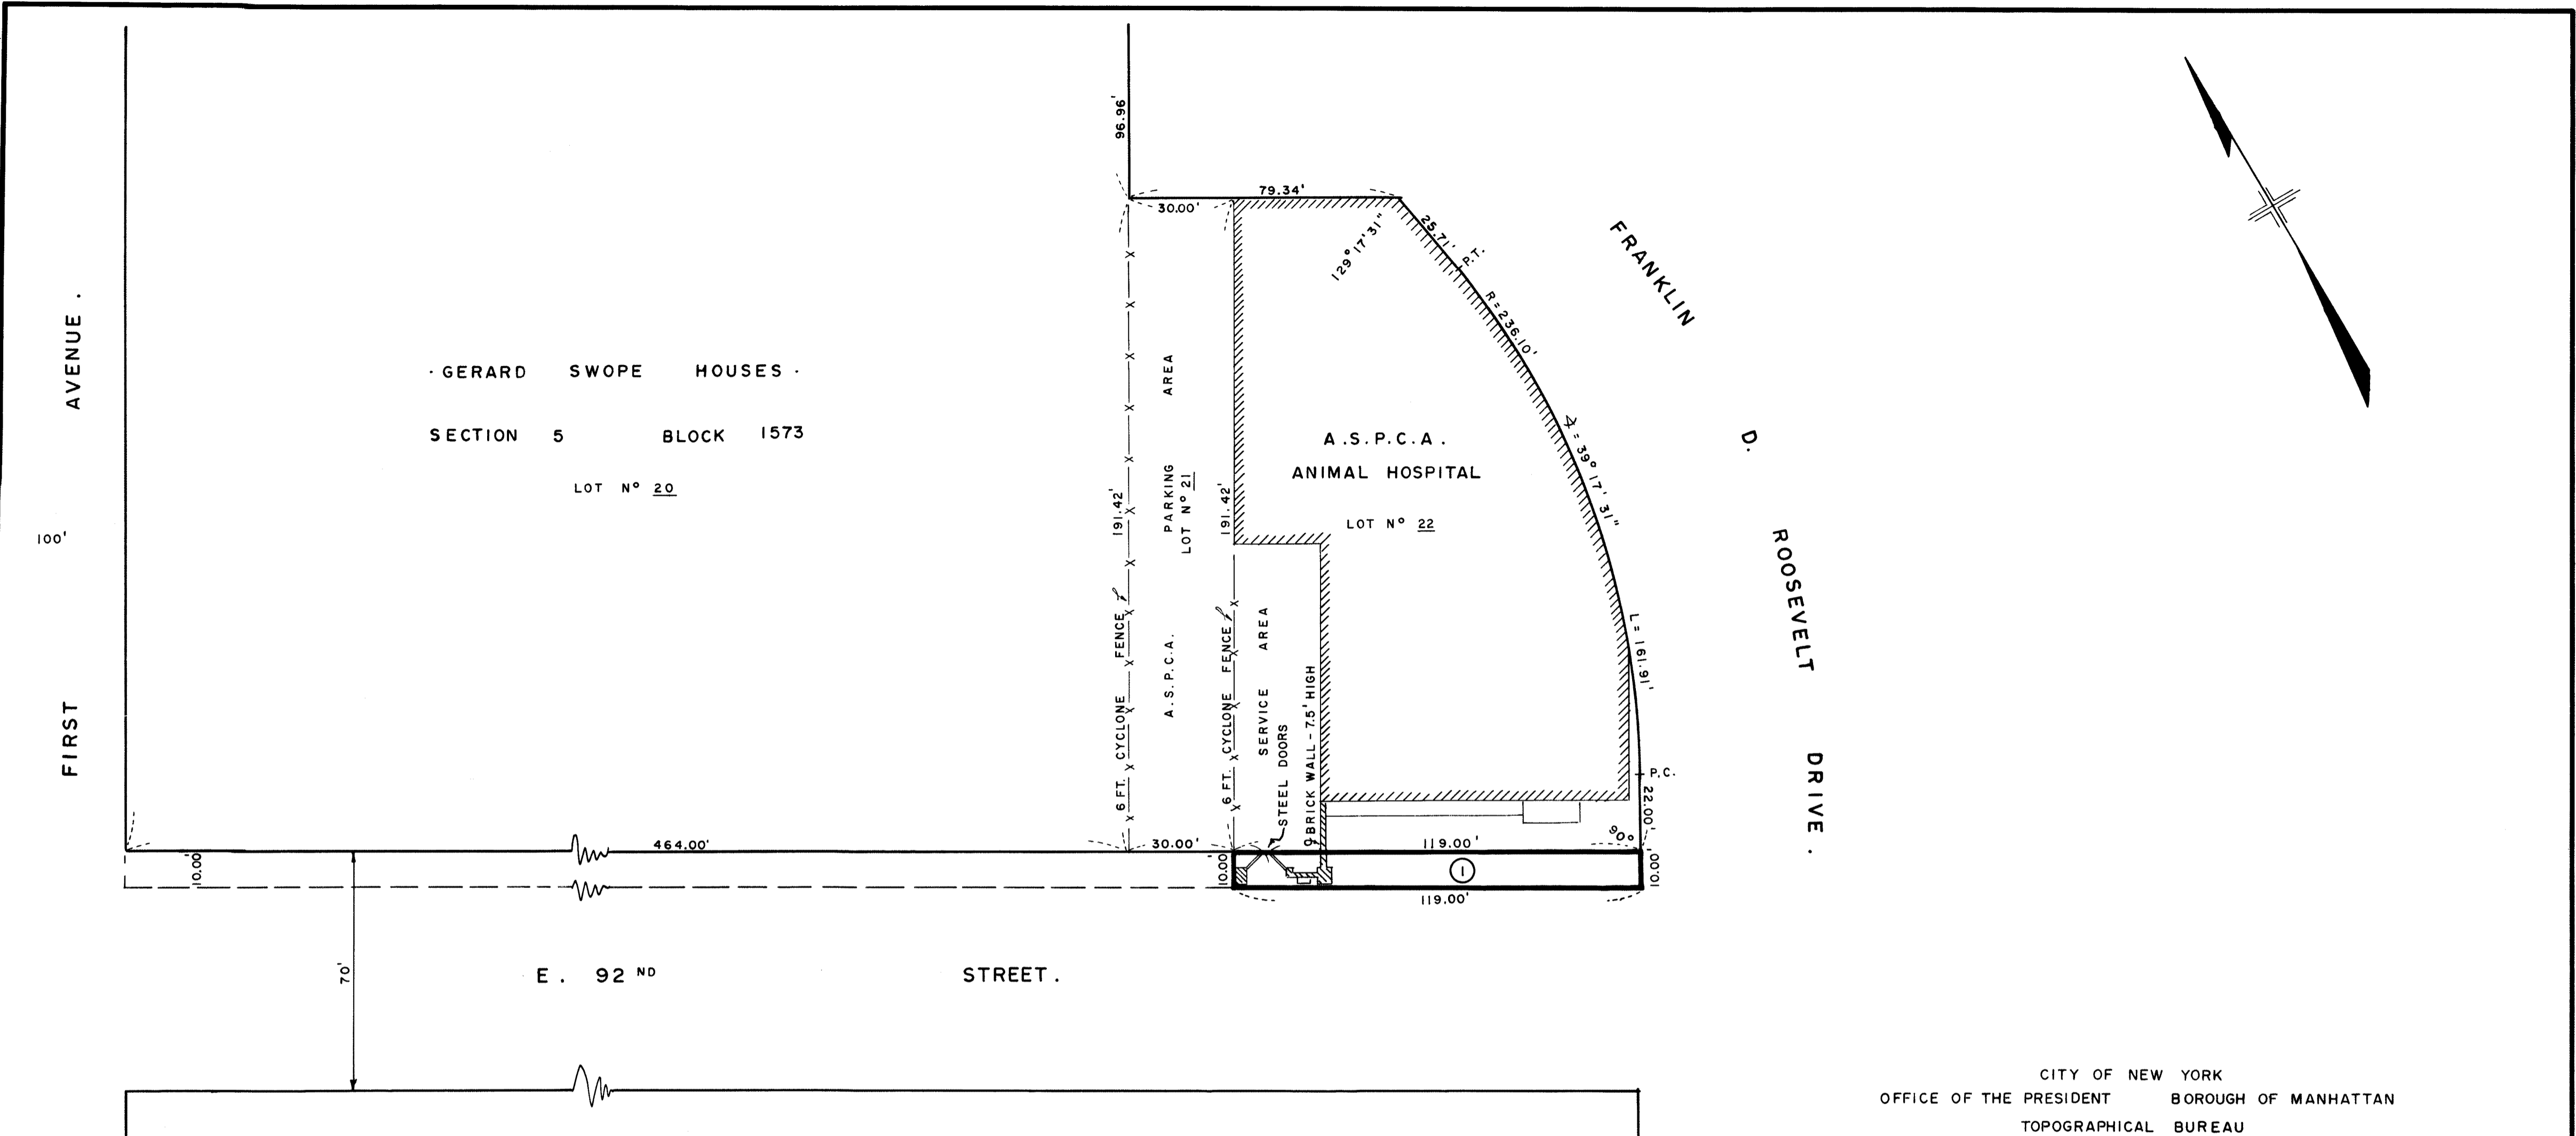 96.96'
79.34'
30.00'
129° 17' 31"
25.71'
P.T.
R = 236.10'
∡ = 39° 17' 31"
L = 161.91'
P.C.
22.00'
90°
FRANKLIN
D.
ROOSEVELT
DRIVE .
FIRST AVENUE .
100'
· GERARD SWOPE HOUSES ·
SECTION 5 BLOCK 1573
LOT Nº 20
191.42'
6 FT. CYCLONE FENCE
A.S.P.C.A. PARKING AREA
LOT Nº 21
191.42'
6 FT. CYCLONE FENCE
SERVICE AREA
STEEL DOORS
BRICK WALL - 7.5' HIGH
A.S.P.C.A.
ANIMAL HOSPITAL
LOT Nº 22
464.00'
30.00'
119.00'
10.00'
10.00
1
10.00
119.00'
70'
E. 92 ND STREET.
CITY OF NEW YORK
OFFICE OF THE PRESIDENT BOROUGH OF MANHATTAN
TOPOGRAPHICAL BUREAU